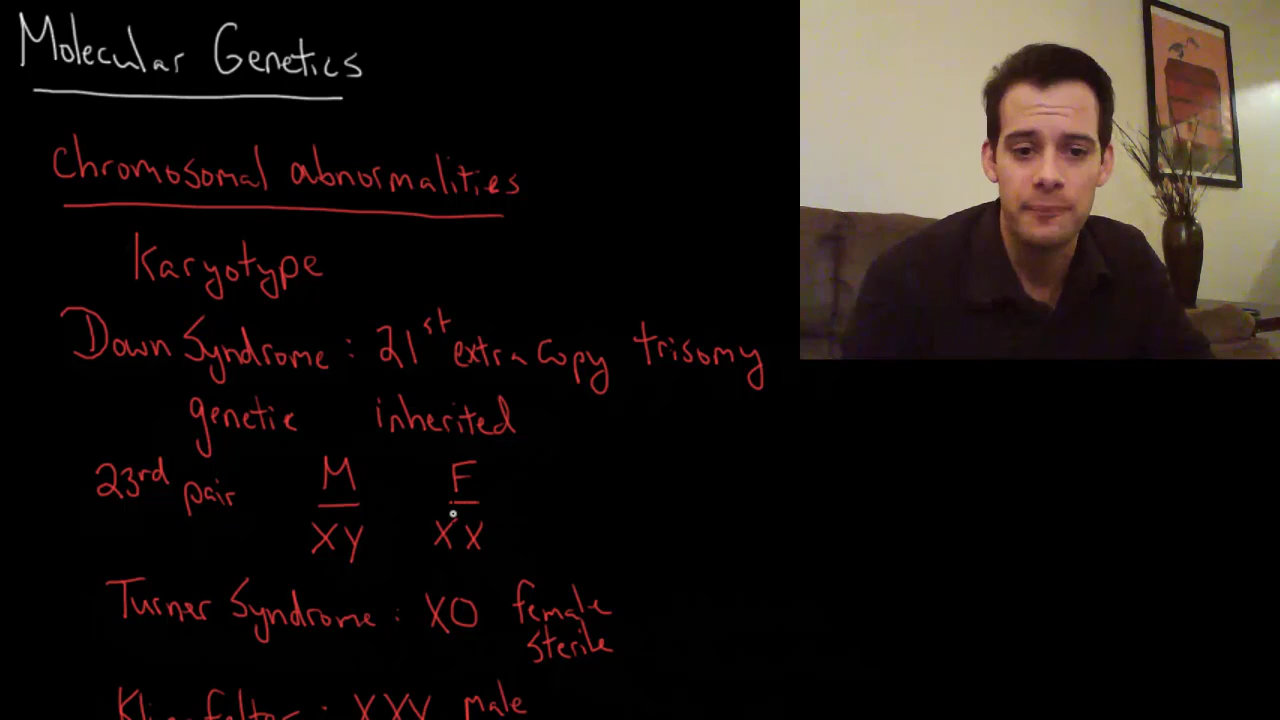 Molecular Genetics
Chromosomal abnormalities
Karyotype
Down Syndrome : 21st extra copy trisomy
genetic inherited
23rd pair M F
XY XX
Turner Syndrome : XO female
sterile
: XXY male